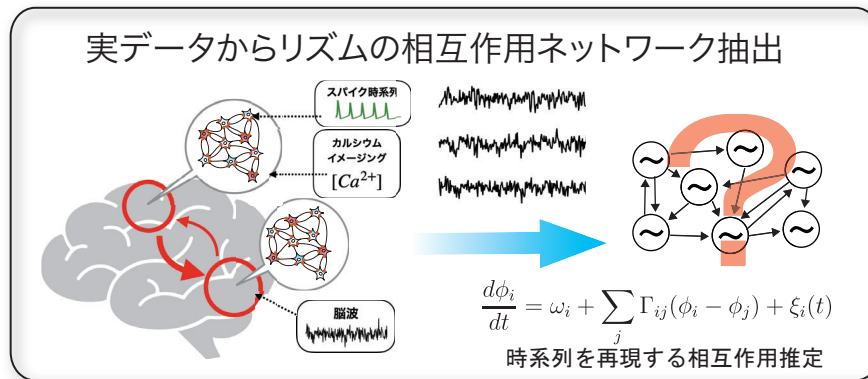 実データからリズムの相互作用ネットワーク抽出
スパイク時系列
カルシウム
イメージング
[Ca²⁺]
脳波
?
~
~
~
~
~
~
~
dφᵢ/dt = ωᵢ + ∑ⱼ Γᵢⱼ(φᵢ − φⱼ) + ξᵢ(t)
時系列を再現する相互作用推定